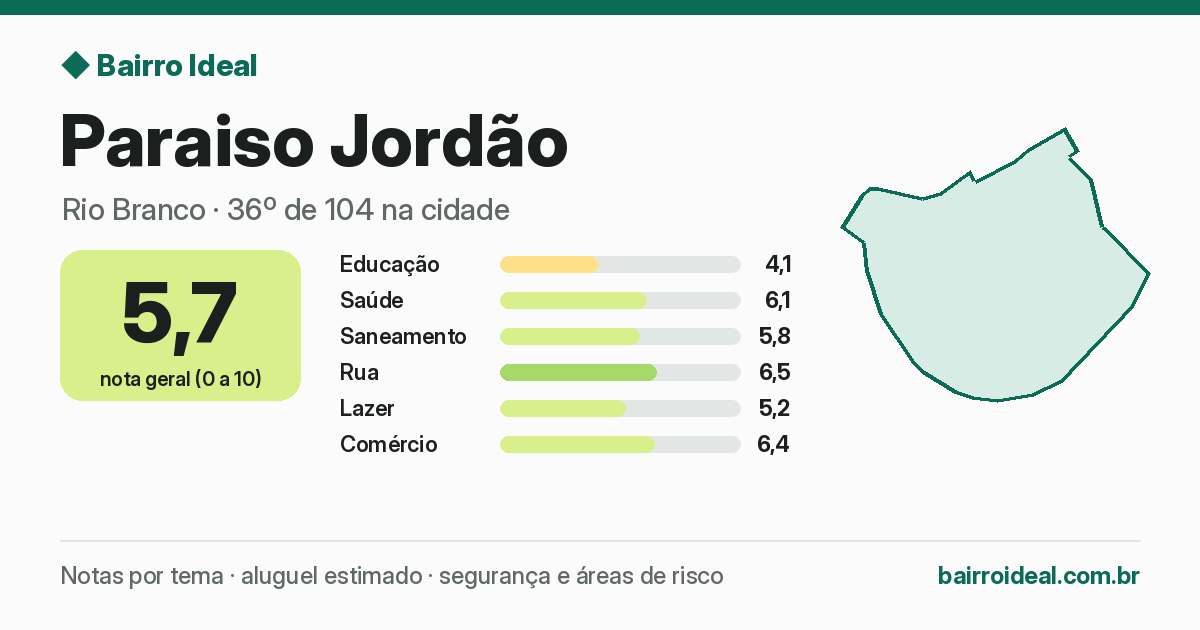 Bairro Ideal
Paraiso Jordão
Rio Branco · 36º de 104 na cidade
5,7
nota geral (0 a 10)
Educação 4,1
Saúde 6,1
Saneamento 5,8
Rua 6,5
Lazer 5,2
Comércio 6,4
Notas por tema · aluguel estimado · segurança e áreas de risco
bairroideal.com.br